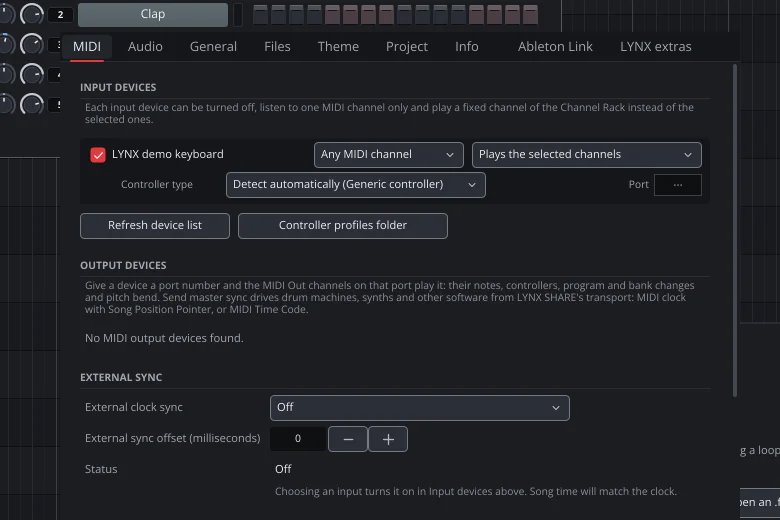 2
Clap
MIDI Audio General Files Theme Project Info Ableton Link LYNX extras
INPUT DEVICES
Each input device can be turned off, listen to one MIDI channel only and play a fixed channel of the Channel Rack instead of the
selected ones.
LYNX demo keyboard Any MIDI channel Plays the selected channels
Controller type Detect automatically (Generic controller) Port ---
Refresh device list Controller profiles folder
OUTPUT DEVICES
Give a device a port number and the MIDI Out channels on that port play it: their notes, controllers, program and bank changes
and pitch bend. Send master sync drives drum machines, synths and other software from LYNX SHARE's transport: MIDI clock
with Song Position Pointer, or MIDI Time Code.
No MIDI output devices found.
EXTERNAL SYNC
External clock sync Off
External sync offset (milliseconds) 0 − +
Status Off
g a loop
Choosing an input turns it on in Input devices above. Song time will match the clock.